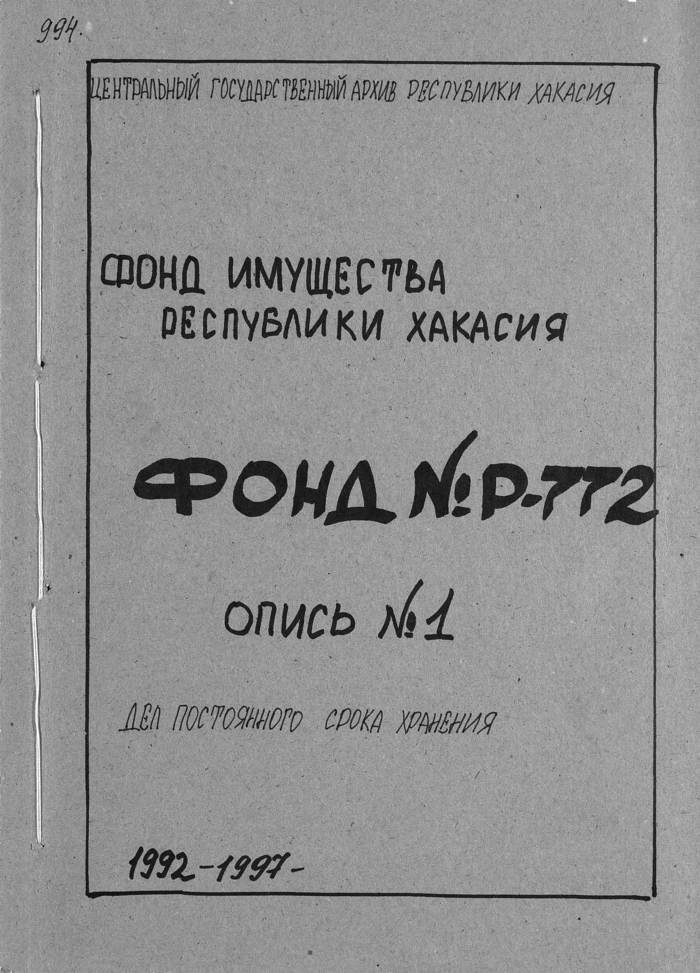 994.
ЦЕНТРАЛЬНЫЙ ГОСУДАРСТВЕННЫЙ АРХИВ РЕСПУБЛИКИ ХАКАСИЯ
ФОНД ИМУЩЕСТВА
РЕСПУБЛИКИ ХАКАСИЯ
ФОНД №Р-772
ОПИСЬ №1
ДЕЛ ПОСТОЯННОГО СРОКА ХРАНЕНИЯ
1992-1997-